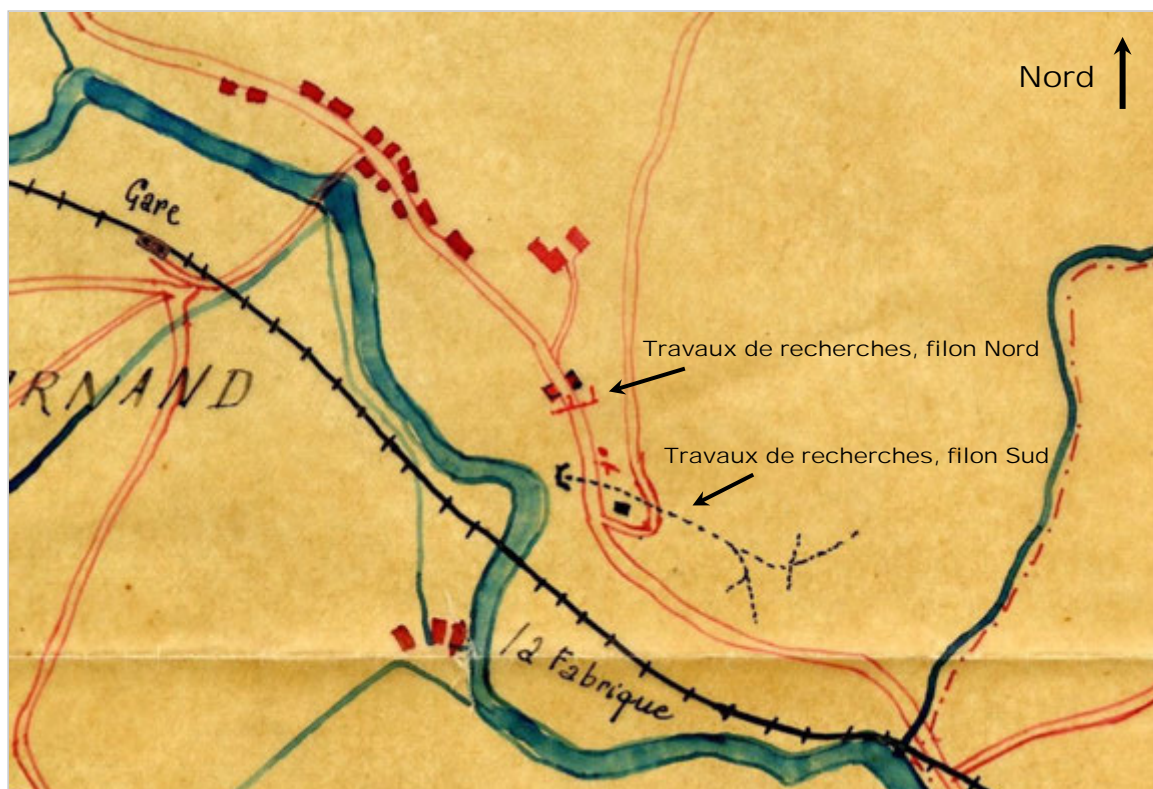 Nord
Gare
Travaux de recherches, filon Nord
RNAND
Travaux de recherches, filon Sud
la Fabrique